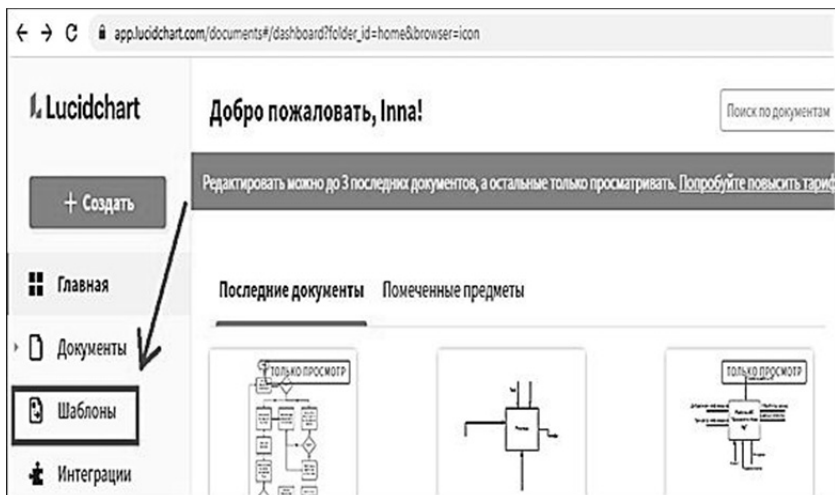 app.lucidchart.com/documents#/dashboard?folder_id=home&browser=icon
Lucidchart
Добро пожаловать, Inna!
Поиск по документам
+ Создать
Редактировать можно до 3 последних документов, а остальные только просматривать. Попробуйте повысить тариф
Главная
Последние документы
Помеченные предметы
Документы
Шаблоны
Интеграции
ТОЛЬКО ПРОСМОТР
ТОЛЬКО ПРОСМОТР